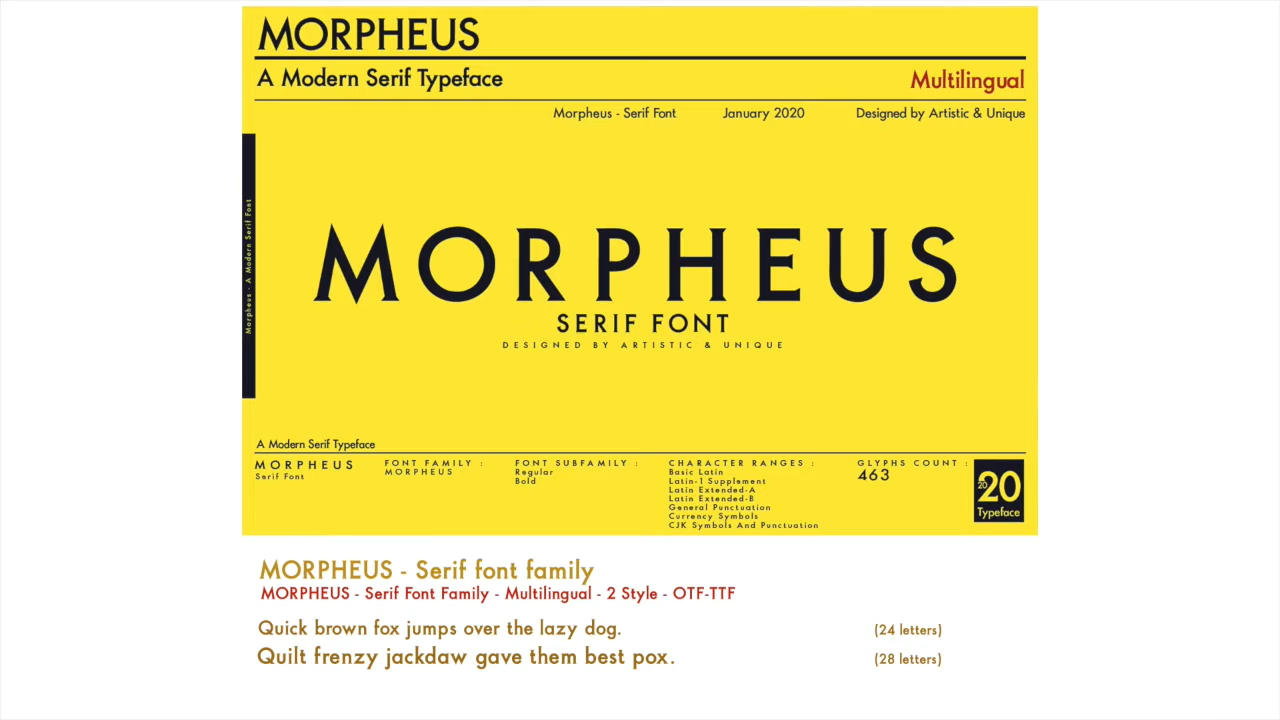 MORPHEUS
A Modern Serif Typeface
Multilingual
Morpheus - Serif Font
January 2020
Designed by Artistic & Unique
Morpheus - A Modern Serif Font
MORPHEUS
SERIF FONT
DESIGNED BY ARTISTIC & UNIQUE
A Modern Serif Typeface
MORPHEUS
Serif Font
FONT FAMILY :
MORPHEUS
FONT SUBFAMILY :
Regular
Bold
CHARACTER RANGES :
Basic Latin
Latin-1 Supplement
Latin Extended-A
Latin Extended-B
General Punctuation
Currency Symbols
CJK Symbols And Punctuation
GLYPHS COUNT :
463
20
20
Typeface
MORPHEUS - Serif font family
MORPHEUS - Serif Font Family - Multilingual - 2 Style - OTF-TTF
Quick brown fox jumps over the lazy dog. (24 letters)
Quilt frenzy jackdaw gave them best pox. (28 letters)